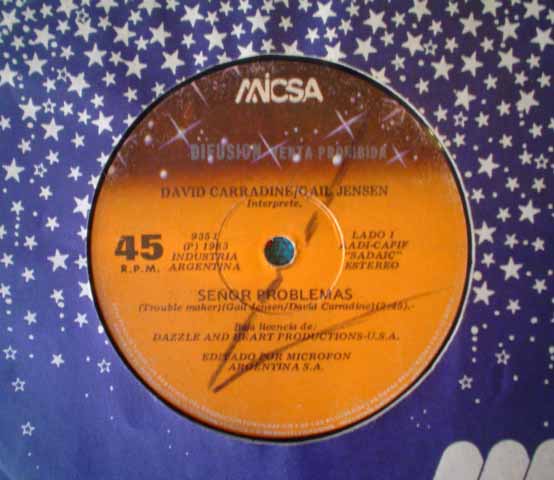 MICSA
DIFUSION VENTA PROHIBIDA
DAVID CARRADINE/GAIL JENSEN
Interprete.
45
R.P.M.
9351
(P) 1983
INDUSTRIA
ARGENTINA
LADO 1
AADI-CAPIF
"SADAIC"
ESTEREO
SEÑOR PROBLEMAS
(Trouble maker)(Gail Jensen/David Carradine)(2:45).-
Bajo licencia de:
DAZZLE AND HEART PRODUCTIONS-U.S.A.
EDITADO POR MICROFON
ARGENTINA S.A.